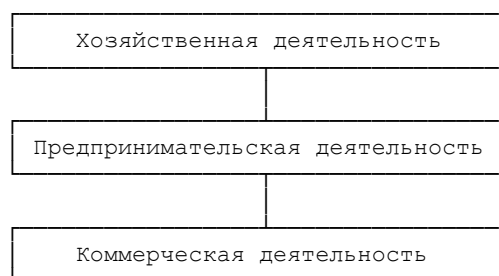 Хозяйственная деятельность
Предпринимательская деятельность
Коммерческая деятельность